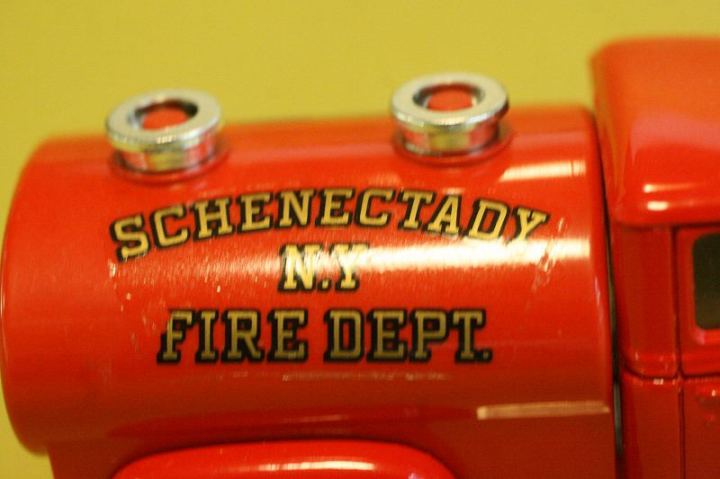 SCHENECTADY
N.Y
FIRE DEPT.